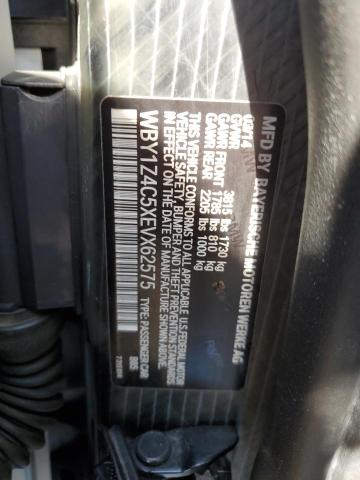 MFD BY BAYERISCHE MOTOREN WERKE AG
09/14
GVWR 3815 lbs 1730 kg
GAWR FRONT 1785 lbs 810 kg
GAWR REAR 2205 lbs 1000 kg
THIS VEHICLE CONFORMS TO ALL APPLICABLE U.S. FEDERAL MOTOR
VEHICLE SAFETY, BUMPER AND THEFT PREVENTION STANDARDS
IN EFFECT ON THE DATE OF MANUFACTURE SHOWN ABOVE.
WBY1Z4C5XEVX62575 TYPE: PASSENGER CAR
B85